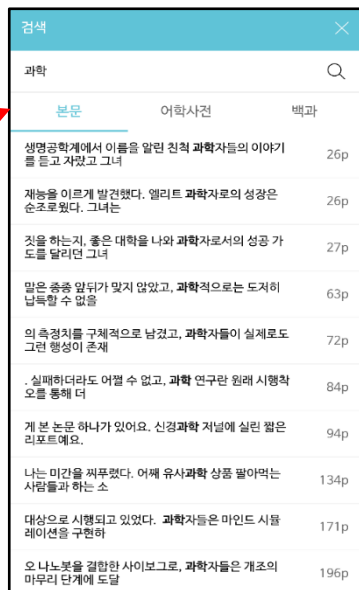 검색
과학
본문 어학사전 백과
생명공학계에서 이름을 알린 친척 과학자들의 이야기
를 듣고 자랐고 그녀
26p
재능을 이르게 발견했다. 엘리트 과학자로의 성장은
순조로웠다. 그녀는
26p
짓을 하는지, 좋은 대학을 나와 과학자로서의 성공 가
도를 달리던 그녀
27p
말은 종종 앞뒤가 맞지 않았고, 과학적으로는 도저히
납득할 수 없을
63p
의 측정치를 구체적으로 남겼고, 과학자들이 실제로도
그런 행성이 존재
72p
. 실패하더라도 어쩔 수 없고, 과학 연구란 원래 시행착
오를 통해 더
84p
게 본 논문 하나가 있어요. 신경과학 저널에 실린 짧은
리포트예요.
94p
나는 미간을 찌푸렸다. 어째 유사과학 상품 팔아먹는
사람들과 하는 소
134p
대상으로 시행되고 있었다. 과학자들은 마인드 시뮬
레이션을 구현하
171p
오 나노봇을 결합한 사이보그로, 과학자들은 개조의
마무리 단계에 도달
196p